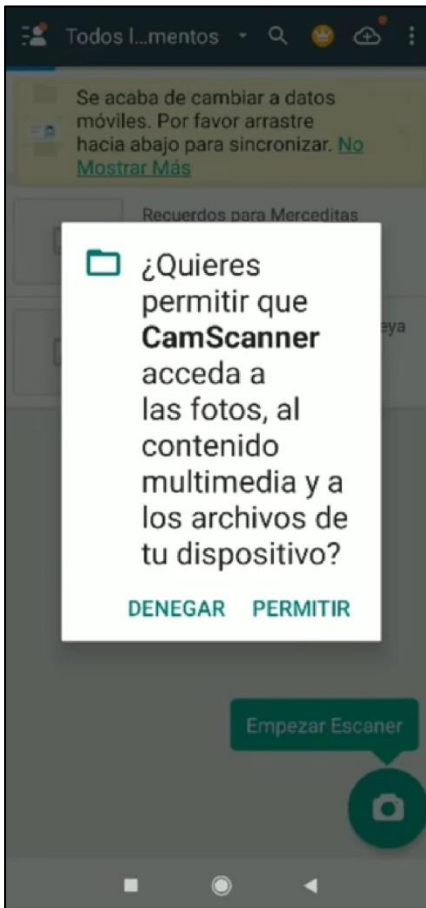 Todos l...mentos
Se acaba de cambiar a datos
móviles. Por favor arrastre
hacia abajo para sincronizar. No
Mostrar Más
Recuerdos para Merceditas
eya
¿Quieres
permitir que
CamScanner
acceda a
las fotos, al
contenido
multimedia y a
los archivos de
tu dispositivo?
DENEGAR PERMITIR
Empezar Escaner